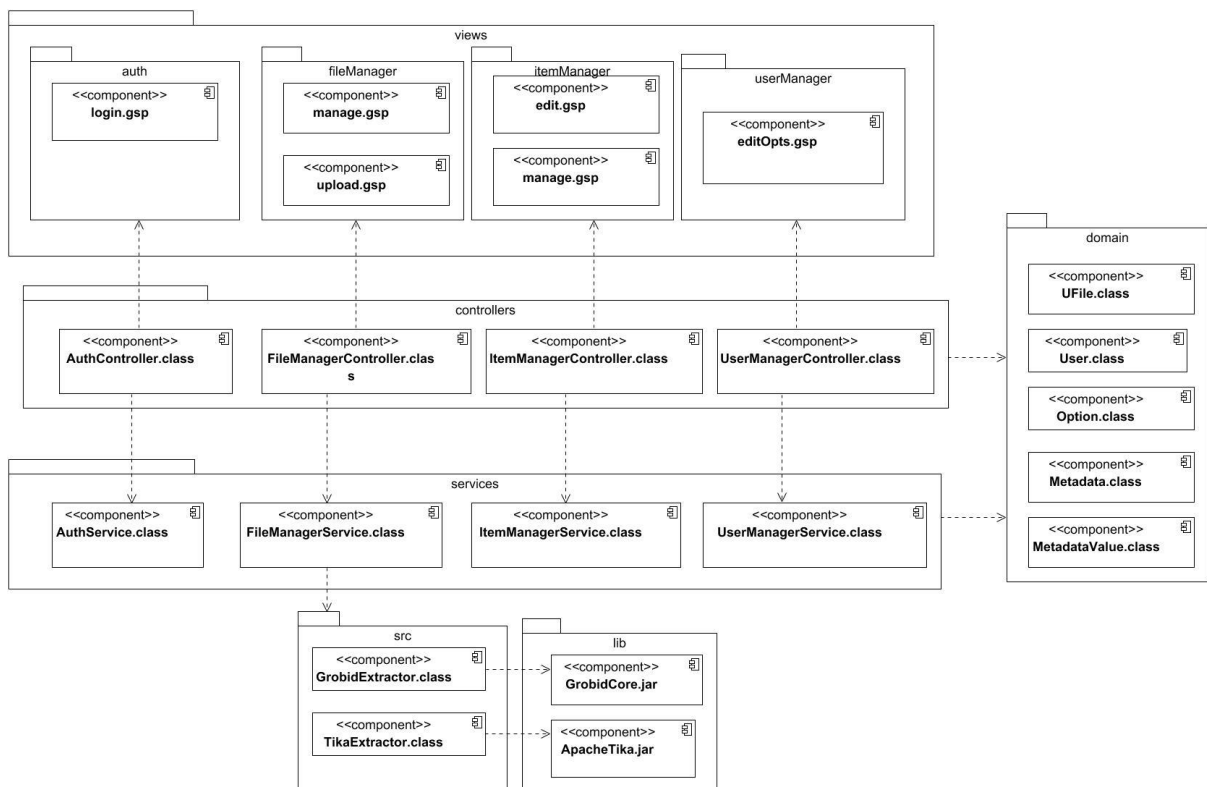 views
auth
<<component>>
login.gsp
fileManager
<<component>>
manage.gsp
<<component>>
upload.gsp
itemManager
<<component>>
edit.gsp
<<component>>
manage.gsp
userManager
<<component>>
editOpts.gsp
controllers
<<component>>
AuthController.class
<<component>>
FileManagerController.clas
s
<<component>>
ItemManagerController.class
<<component>>
UserManagerController.class
services
<<component>>
AuthService.class
<<component>>
FileManagerService.class
<<component>>
ItemManagerService.class
<<component>>
UserManagerService.class
domain
<<component>>
UFile.class
<<component>>
User.class
<<component>>
Option.class
<<component>>
Metadata.class
<<component>>
MetadataValue.class
src
<<component>>
GrobidExtractor.class
<<component>>
TikaExtractor.class
lib
<<component>>
GrobidCore.jar
<<component>>
ApacheTika.jar